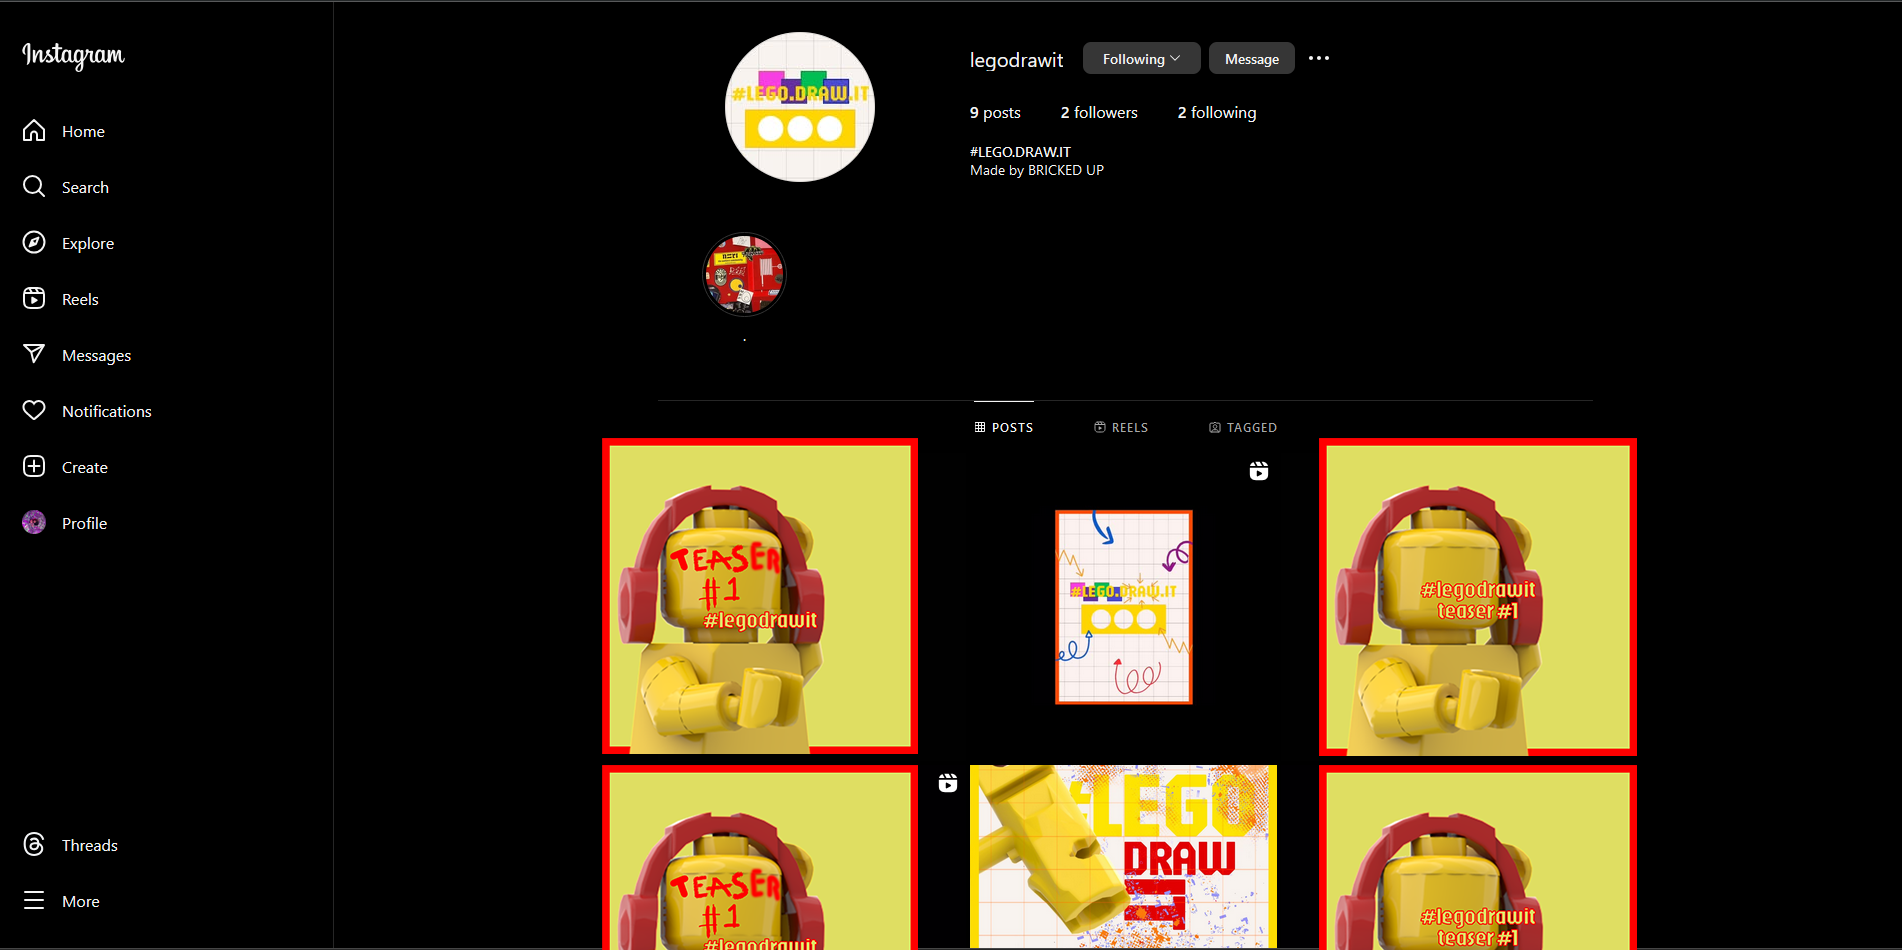 Instagram
Home
Search
Explore
Reels
Messages
Notifications
Create
Profile
Threads
More
#LEGO.DRAW.IT
legodrawit
Following
Message
9 posts
2 followers
2 following
#LEGO.DRAW.IT
Made by BRICKED UP
.
POSTS
REELS
TAGGED
TEASER
#1
#legodrawit
#LEGO.DRAW.IT
#legodrawit
teaser #1
TEASER
#1
#legodrawit
#LEGO
DRAW
IT
#legodrawit
teaser #1